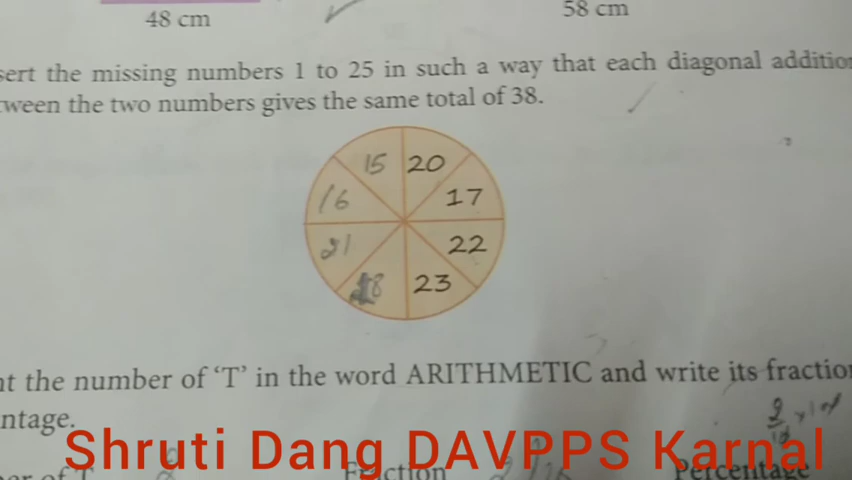 48 cm
58 cm
sert the missing numbers 1 to 25 in such a way that each diagonal addition
ween the two numbers gives the same total of 38.
15 20
16 17
21 22
18 23
nt the number of 'T' in the word ARITHMETIC and write its fractio
ntage.
Shruti Dang DAVPPS Karnal
Fraction
Percentage